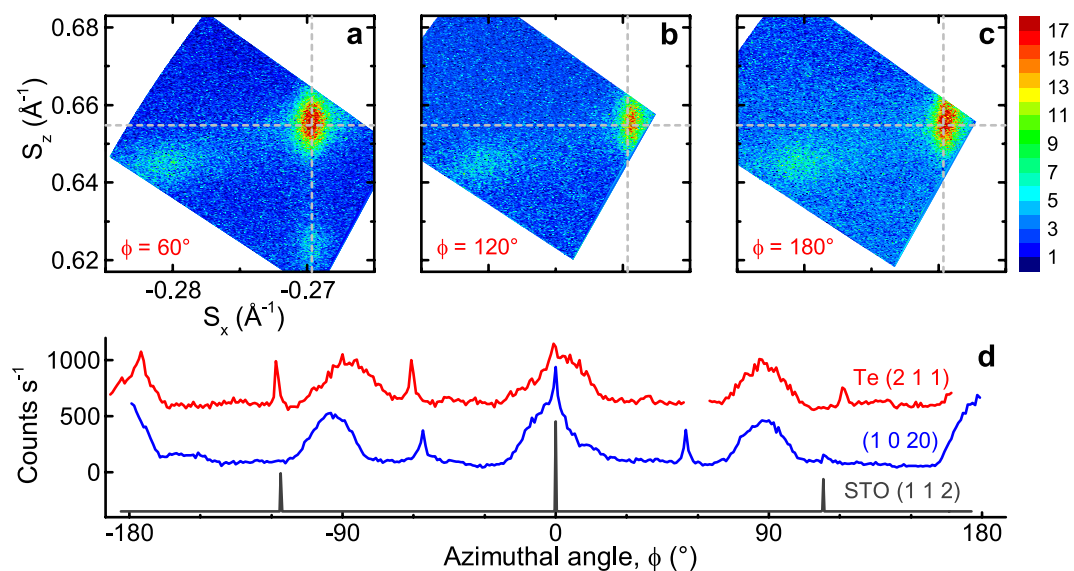 0.68
0.66
0.64
0.62
S_z (Å⁻¹)
a
b
c
ϕ = 60°
ϕ = 120°
ϕ = 180°
17
15
13
11
9
7
5
3
1
-0.28
-0.27
S_x (Å⁻¹)
d
1000
500
0
Counts s⁻¹
Te (2 1 1)
(1 0 20)
STO (1 1 2)
-180
-90
0
90
180
Azimuthal angle, ϕ (°)